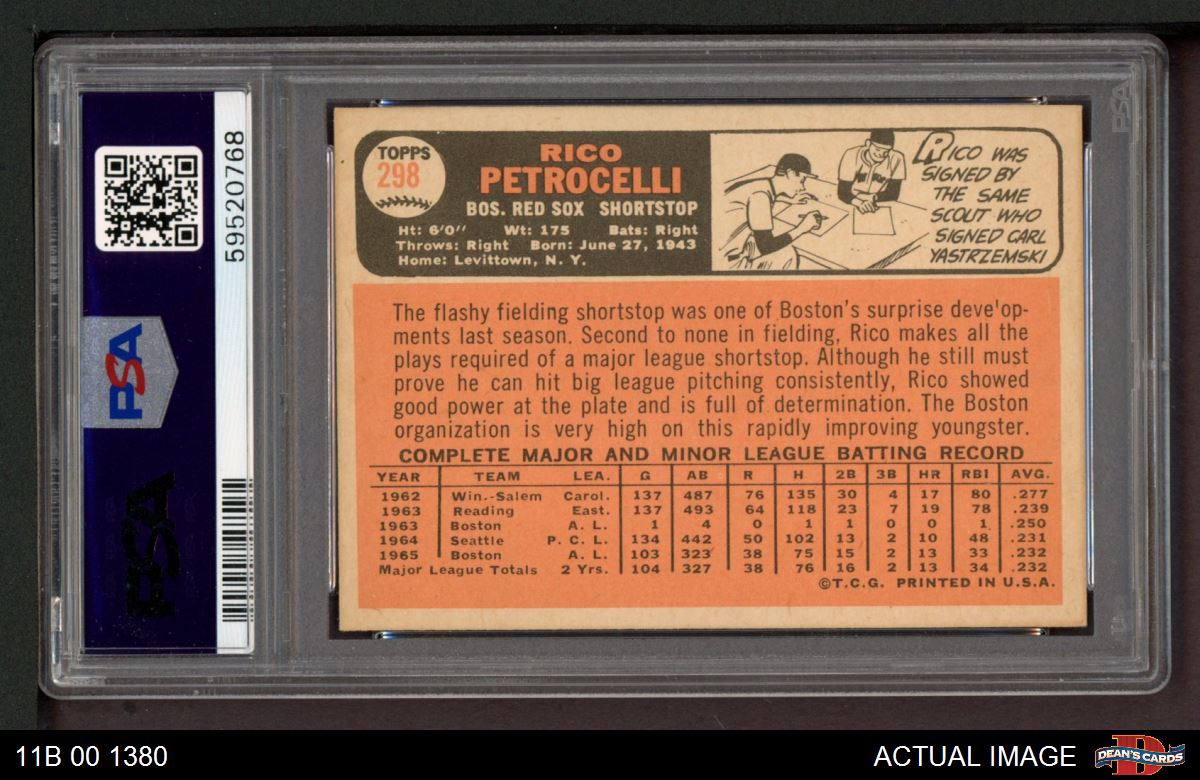 59520768
PSA
PSA
PSA
TOPPS
298
RICO
PETROCELLI
BOS. RED SOX SHORTSTOP
Ht: 6'0" Wt: 175 Bats: Right
Throws: Right Born: June 27, 1943
Home: Levittown, N. Y.
RICO WAS
SIGNED BY
THE SAME
SCOUT WHO
SIGNED CARL
YASTRZEMSKI
The flashy fielding shortstop was one of Boston's surprise deve'op-
ments last season. Second to none in fielding, Rico makes all the
plays required of a major league shortstop. Although he still must
prove he can hit big league pitching consistently, Rico showed
good power at the plate and is full of determination. The Boston
organization is very high on this rapidly improving youngster.
COMPLETE MAJOR AND MINOR LEAGUE BATTING RECORD
YEAR TEAM LEA. G AB R H 2B 3B HR RBI AVG.
1962 Win.-Salem Carol. 137 487 76 135 30 4 17 80 .277
1963 Reading East. 137 493 64 118 23 7 19 78 .239
1963 Boston A. L. 1 4 0 1 1 0 0 1 .250
1964 Seattle P. C. L. 134 442 50 102 13 2 10 48 .231
1965 Boston A. L. 103 323 38 75 15 2 13 33 .232
Major League Totals 2 Yrs. 104 327 38 76 16 2 13 34 .232
©T.C.G. PRINTED IN U.S.A.
11B 00 1380
ACTUAL IMAGE
DEAN'S CARDS